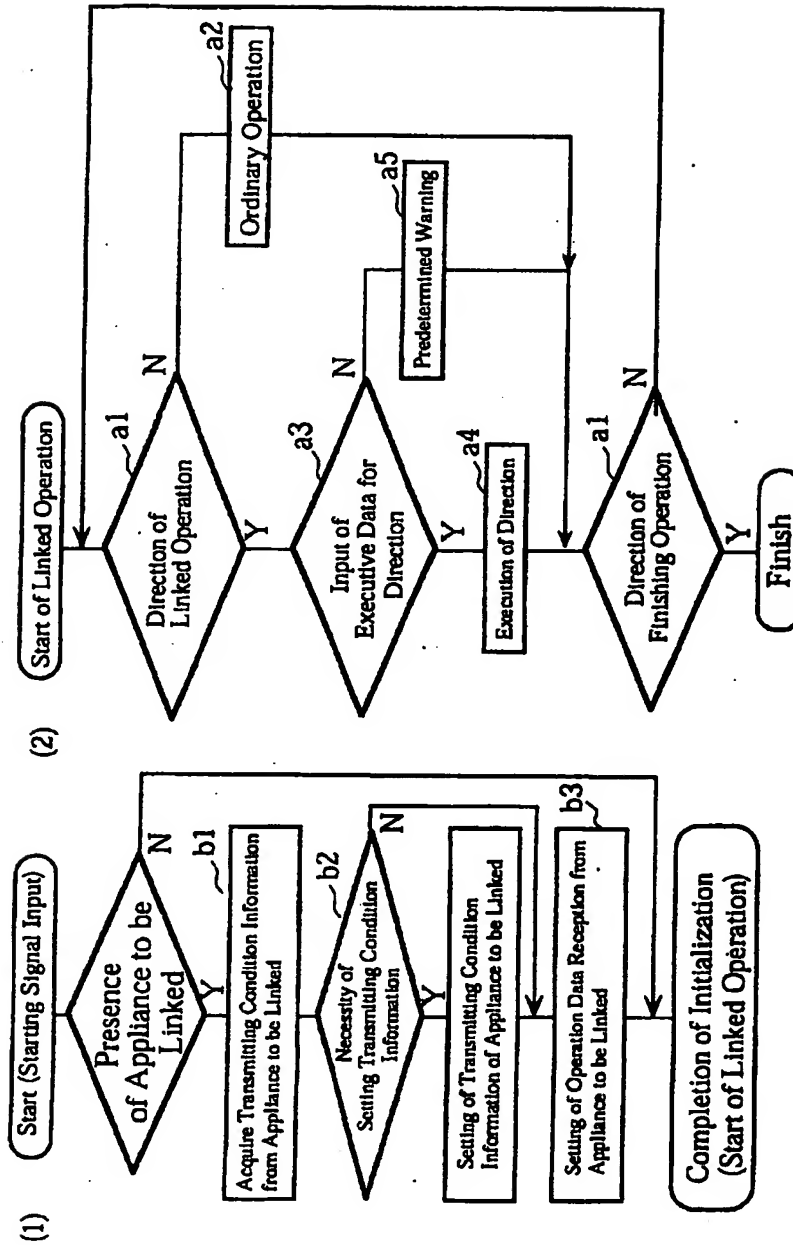 (1)
Start (Starting Signal Input)
Presence
of Appliance to be
Linked
N
Y
b1
Acquire Transmitting Condition Information
from Appliance to be Linked
b2
Necessity of
Setting Transmitting Condition
Information
N
Y
Setting of Transmitting Condition
Information of Appliance to be Linked
b3
Setting of Operation Data Reception from
Appliance to be Linked
Completion of Initialization
(Start of Linked Operation)
(2)
Start of Linked Operation
a1
Direction of
Linked Operation
N
Y
a2
Ordinary Operation
a3
Input of
Executive Data for
Direction
N
Y
a5
Predetermined Warning
a4
Execution of Direction
a1
Direction of
Finishing Operation
N
Y
Finish